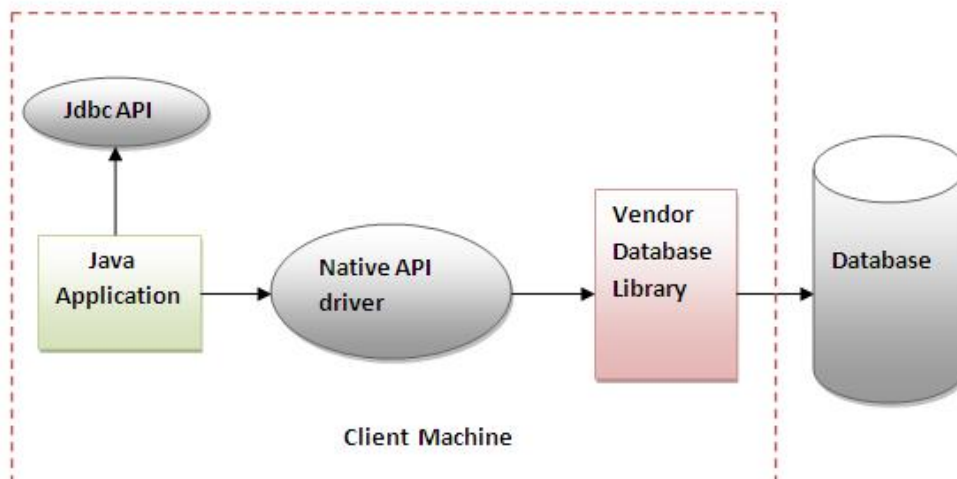 Jdbc API
Java
Application
Native API
driver
Vendor
Database
Library
Database
Client Machine